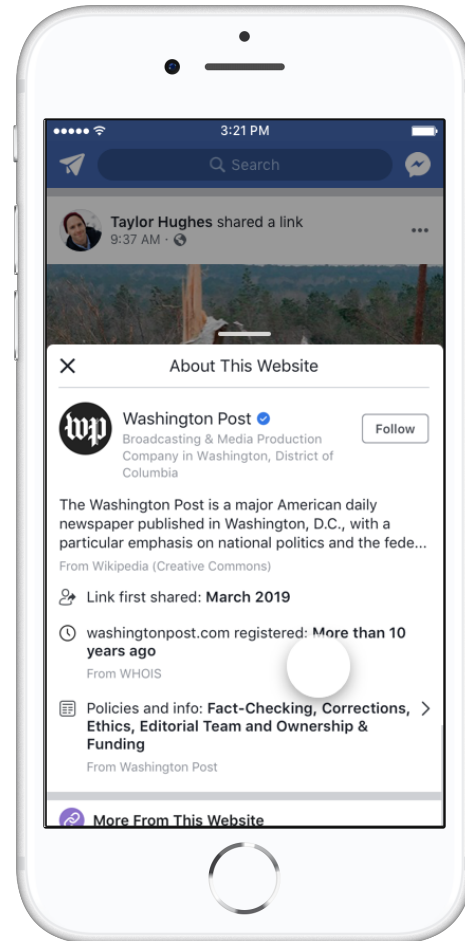 3:21 PM
Search
Taylor Hughes shared a link
9:37 AM ·
About This Website
wp
Washington Post
Follow
Broadcasting & Media Production
Company in Washington, District of
Columbia
The Washington Post is a major American daily
newspaper published in Washington, D.C., with a
particular emphasis on national politics and the fede...
From Wikipedia (Creative Commons)
Link first shared: March 2019
washingtonpost.com registered: More than 10
years ago
From WHOIS
Policies and info: Fact-Checking, Corrections,
Ethics, Editorial Team and Ownership &
Funding
From Washington Post
More From This Website